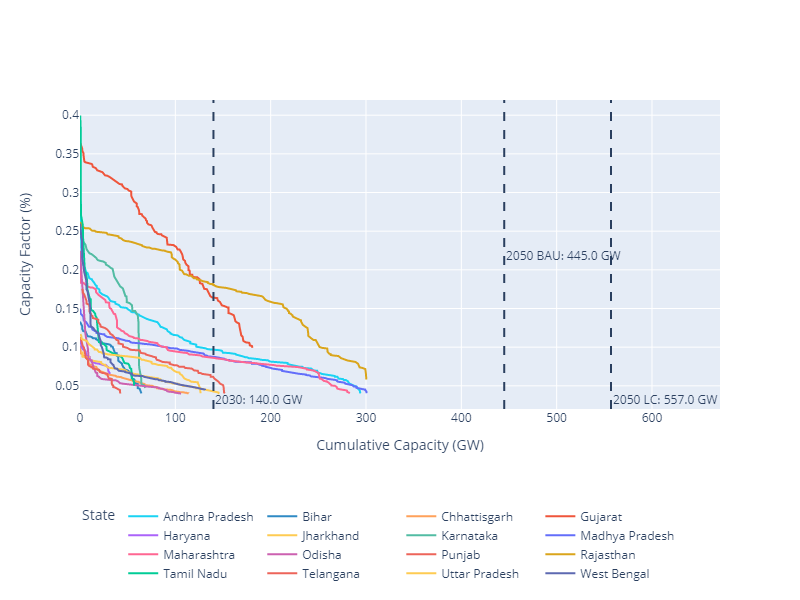 0.4
0.35
0.3
0.25
0.2
0.15
0.1
0.05
Capacity Factor (%)
2050 BAU: 445.0 GW
2030: 140.0 GW
2050 LC: 557.0 GW
0 100 200 300 400 500 600
Cumulative Capacity (GW)
State
Andhra Pradesh Bihar Chhattisgarh Gujarat
Haryana Jharkhand Karnataka Madhya Pradesh
Maharashtra Odisha Punjab Rajasthan
Tamil Nadu Telangana Uttar Pradesh West Bengal